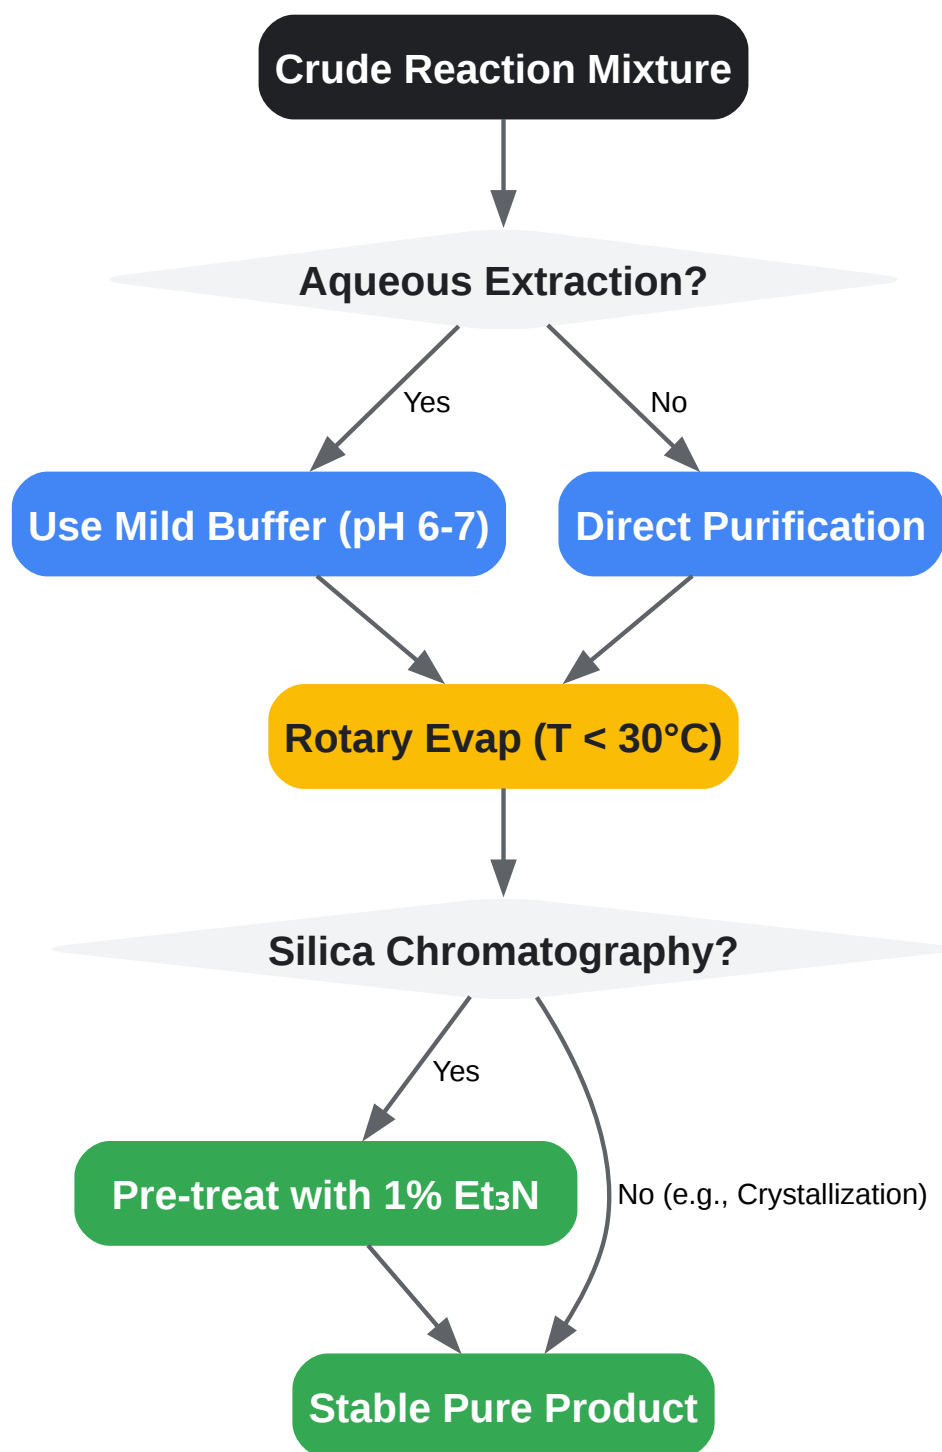 Crude Reaction Mixture
Aqueous Extraction?
Yes
No
Use Mild Buffer (pH 6-7)
Direct Purification
Rotary Evap (T < 30°C)
Silica Chromatography?
Yes
Pre-treat with 1% Et₃N
No (e.g., Crystallization)
Stable Pure Product